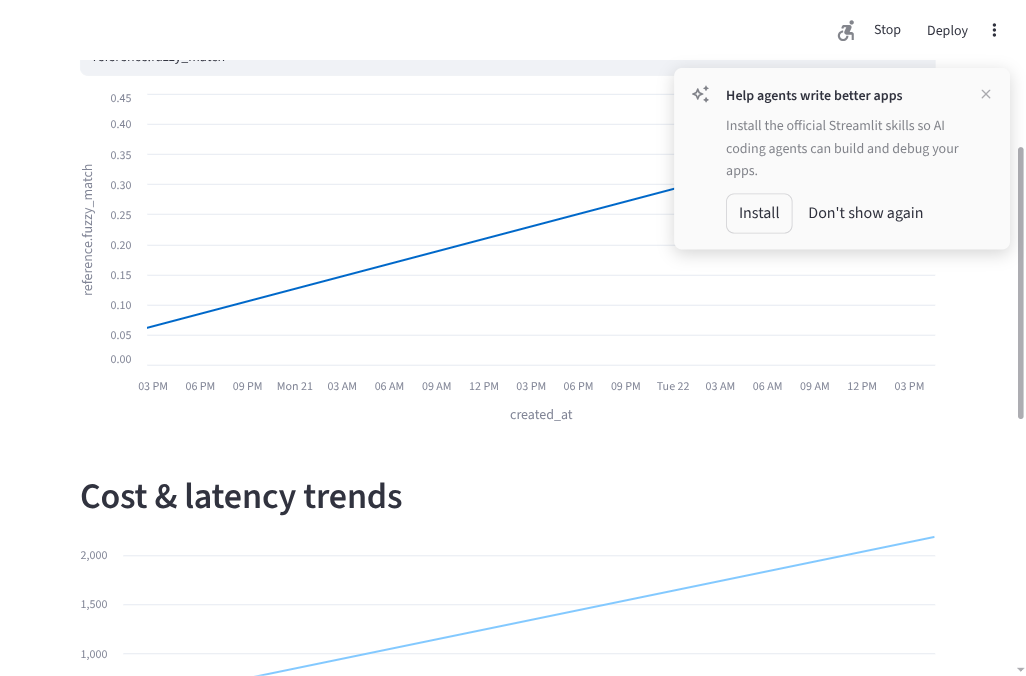 Stop
Deploy
reference.fuzzy_match
Help agents write better apps
Install the official Streamlit skills so AI
coding agents can build and debug your
apps.
Install
Don't show again
0.45
0.40
0.35
0.30
0.25
0.20
0.15
0.10
0.05
0.00
reference.fuzzy_match
03 PM 06 PM 09 PM Mon 21 03 AM 06 AM 09 AM 12 PM 03 PM 06 PM 09 PM Tue 22 03 AM 06 AM 09 AM 12 PM 03 PM
created_at
Cost & latency trends
2,000
1,500
1,000